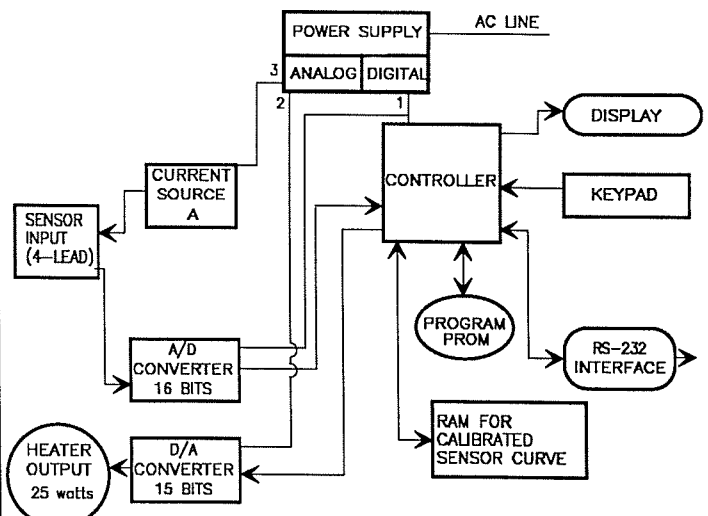 POWER SUPPLY
AC LINE
3
ANALOG
DIGITAL
2
1
DISPLAY
CURRENT
SOURCE
A
CONTROLLER
KEYPAD
SENSOR
INPUT
(4-LEAD)
PROGRAM
PROM
A/D
CONVERTER
16 BITS
RS-232
INTERFACE
RAM FOR
CALIBRATED
SENSOR CURVE
HEATER
OUTPUT
25 watts
D/A
CONVERTER
15 BITS